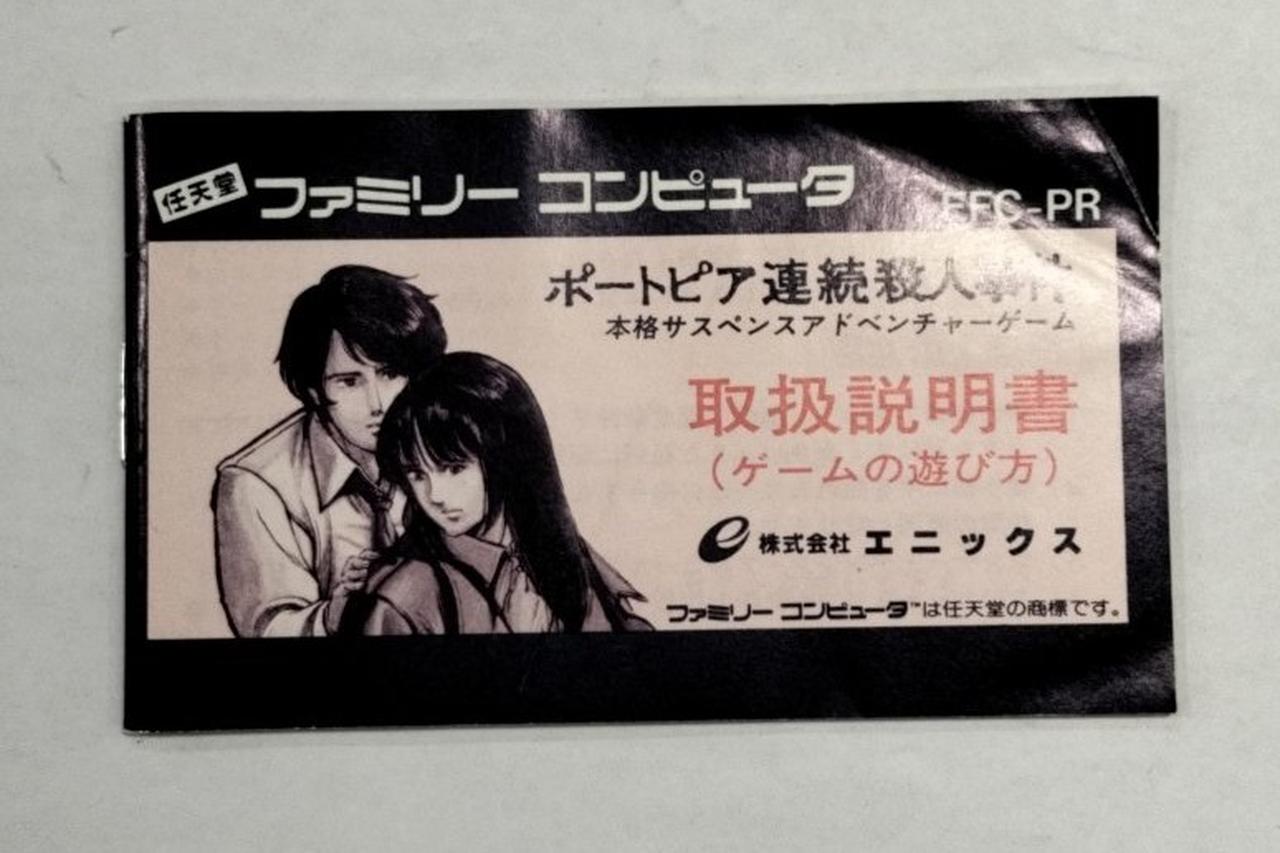 任天堂 ファミリー コンピュータ
EFC-PR
ポートピア連続殺人事件
本格サスペンスアドベンチャーゲーム
取扱説明書
(ゲームの遊び方)
e 株式会社 エニックス
ファミリー コンピュータ™は任天堂の商標です。